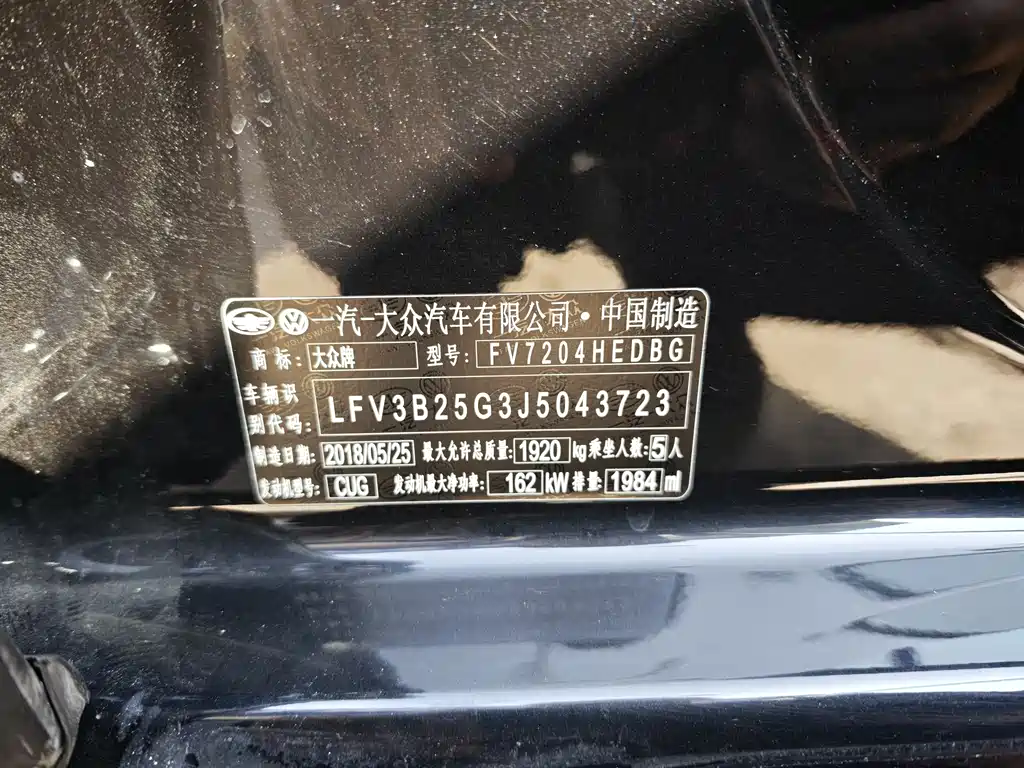 一汽-大众汽车有限公司·中国制造
商 标: 大众牌 型号: FV7204HEDBG
车辆识
别代码: LFV3B25G3J5043723
制造日期: 2018/05/25 最大允许总质量: 1920 kg 乘坐人数: 5 人
发动机型号: CUG 发动机最大净功率: 162 kW 排量: 1984 ml